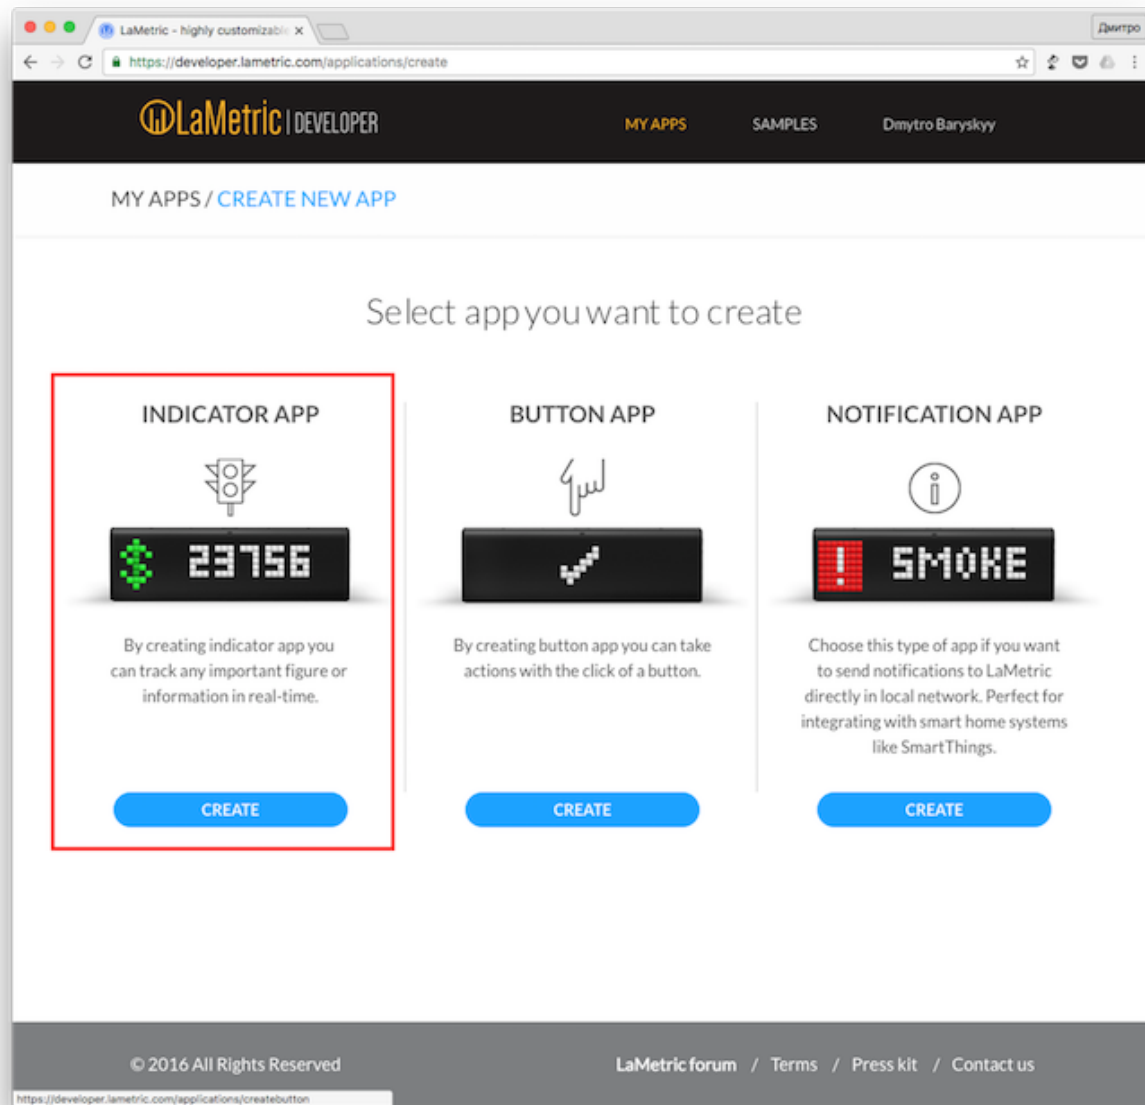 LaMetric - highly customizable
Дмитро
https://developer.lametric.com/applications/create
LaMetric | DEVELOPER
MY APPS
SAMPLES
Dmytro Baryskyy
MY APPS / CREATE NEW APP
Select app you want to create
INDICATOR APP
23756
By creating indicator app you
can track any important figure or
information in real-time.
CREATE
BUTTON APP
By creating button app you can take
actions with the click of a button.
CREATE
NOTIFICATION APP
! SMOKE
Choose this type of app if you want
to send notifications to LaMetric
directly in local network. Perfect for
integrating with smart home systems
like SmartThings.
CREATE
© 2016 All Rights Reserved
LaMetric forum / Terms / Press kit / Contact us
https://developer.lametric.com/applications/createbutton